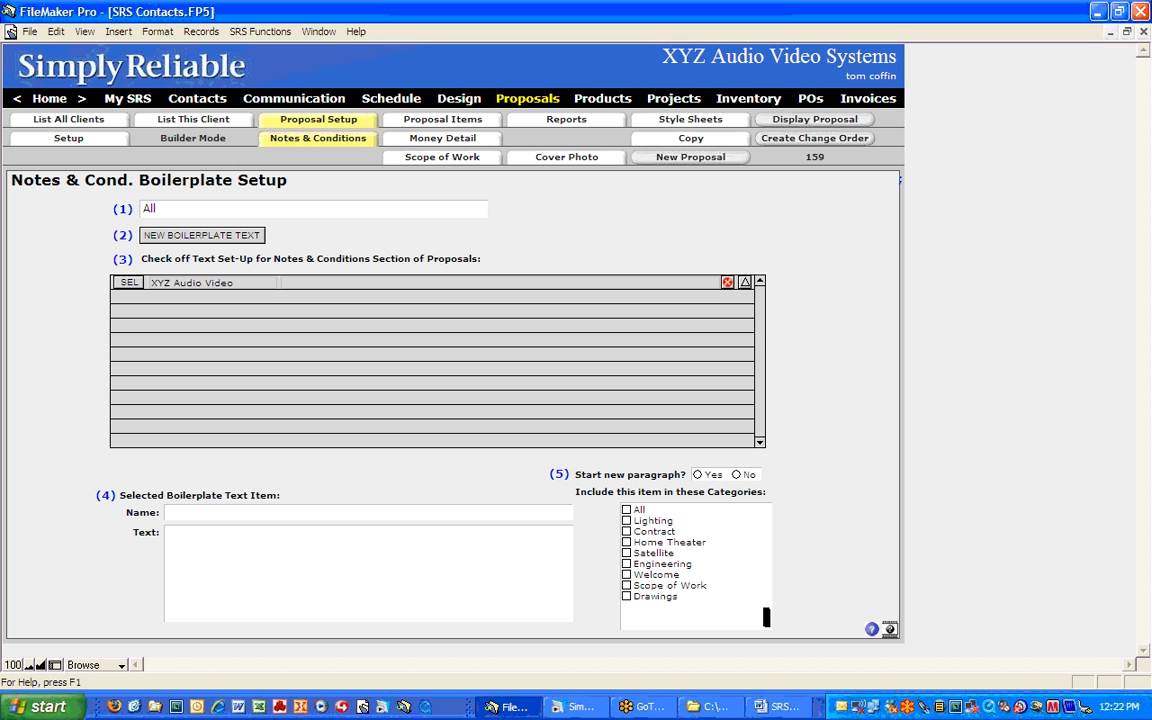 FileMaker Pro - [SRS Contacts.FP5]
File Edit View Insert Format Records SRS Functions Window Help
SimplyReliable
XYZ Audio Video Systems
tom coffin
< Home > My SRS Contacts Communication Schedule Design Proposals Products Projects Inventory POs Invoices
List All Clients List This Client Proposal Setup Proposal Items Reports Style Sheets Display Proposal
Setup Builder Mode Notes & Conditions Money Detail Copy Create Change Order
Scope of Work Cover Photo New Proposal 159
Notes & Cond. Boilerplate Setup
(1) All
(2) NEW BOILERPLATE TEXT
(3) Check off Text Set-Up for Notes & Conditions Section of Proposals:
SEL XYZ Audio Video
(5) Start new paragraph? Yes No
(4) Selected Boilerplate Text Item:
Include this item in these Categories:
Name:
Text:
All
Lighting
Contract
Home Theater
Satellite
Engineering
Welcome
Scope of Work
Drawings
100 Browse
For Help, press F1
start File... Sim... GoT... C:\... SRS... 12:22 PM